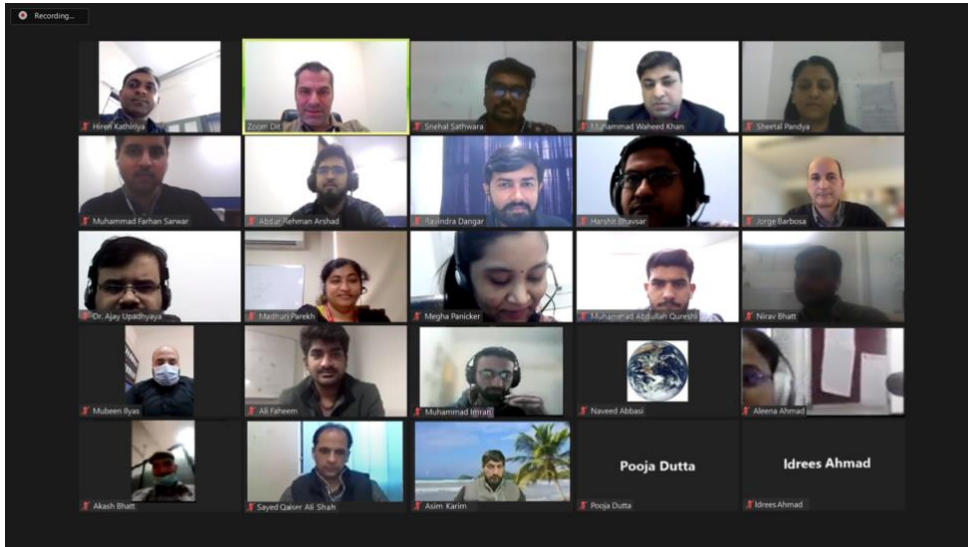 Recording...
Hiren Kathiriya
Zoom Dit
Snehal Sathwara
Muhammad Waheed Khan
Sheetal Pandya
Muhammad Farhan Sarwar
Abdur Rehman Arshad
Ravindra Dangar
Harshit Bhavsar
Jorge Barbosa
Dr. Ajay Upadhyaya
Madhuri Parekh
Megha Panicker
Muhammad Abdullah Qureshi
Nirav Bhatt
Mubeen Ilyas
Ali Faheem
Muhammad Imran
Naveed Abbasi
Aleena Ahmad
Pooja Dutta
Idrees Ahmad
Akash Bhatt
Sayed Qaiser Ali Shah
Asim Karim
Pooja Dutta
Idrees Ahmad